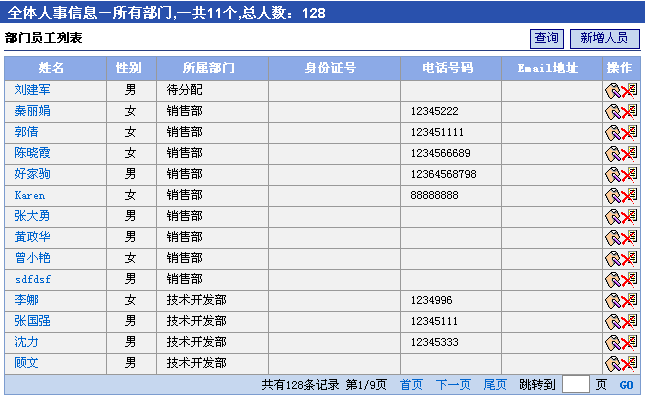 全体人事信息－所有部门,一共11个,总人数：128
部门员工列表 查询 新增人员
姓名 性别 所属部门 身份证号 电话号码 Email地址 操作
刘建军 男 待分配
秦丽娟 女 销售部 12345222
郭倩 女 销售部 123451111
陈晓霞 女 销售部 1234566689
好家驹 男 销售部 12364568798
Karen 女 销售部 88888888
张大勇 男 销售部
黄政华 男 销售部
曾小艳 女 销售部
sdfdsf 男 销售部
李娜 女 技术开发部 1234996
张国强 男 技术开发部 12345111
沈力 男 技术开发部 12345333
顾文 男 技术开发部
共有128条记录 第1/9页 首页 下一页 尾页 跳转到 页 GO